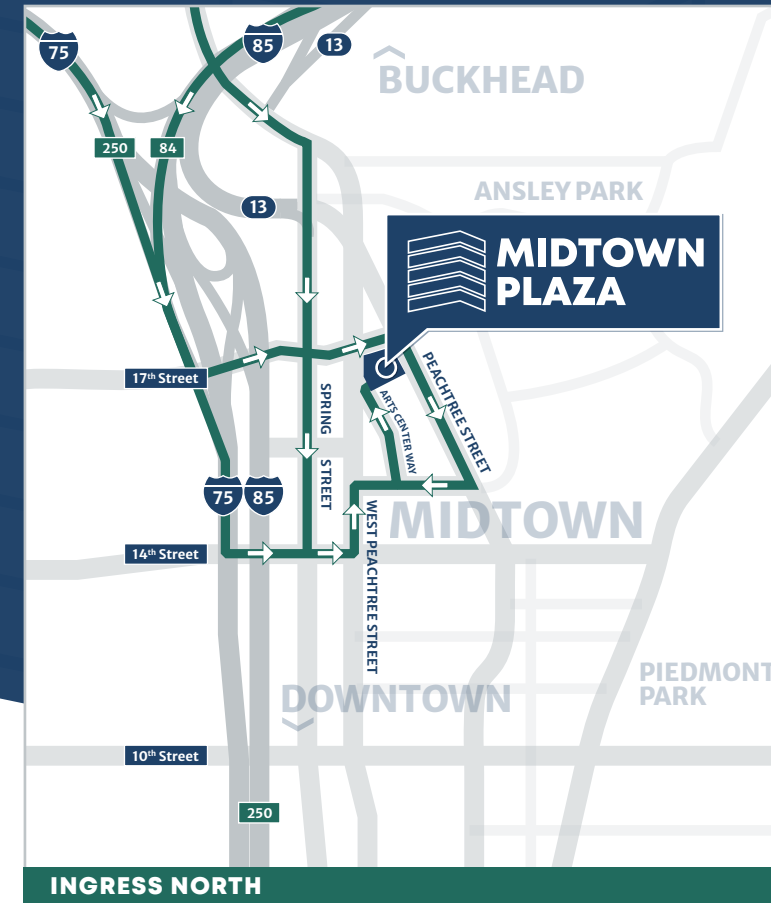 75
85
13
BUCKHEAD
250
84
ANSLEY PARK
13
MIDTOWN
PLAZA
17th Street
PEACHTREE STREET
SPRING STREET
ARTS CENTER WAY
75
85
MIDTOWN
WEST PEACHTREE STREET
14th Street
PIEDMONT
PARK
DOWNTOWN
10th Street
250
INGRESS NORTH